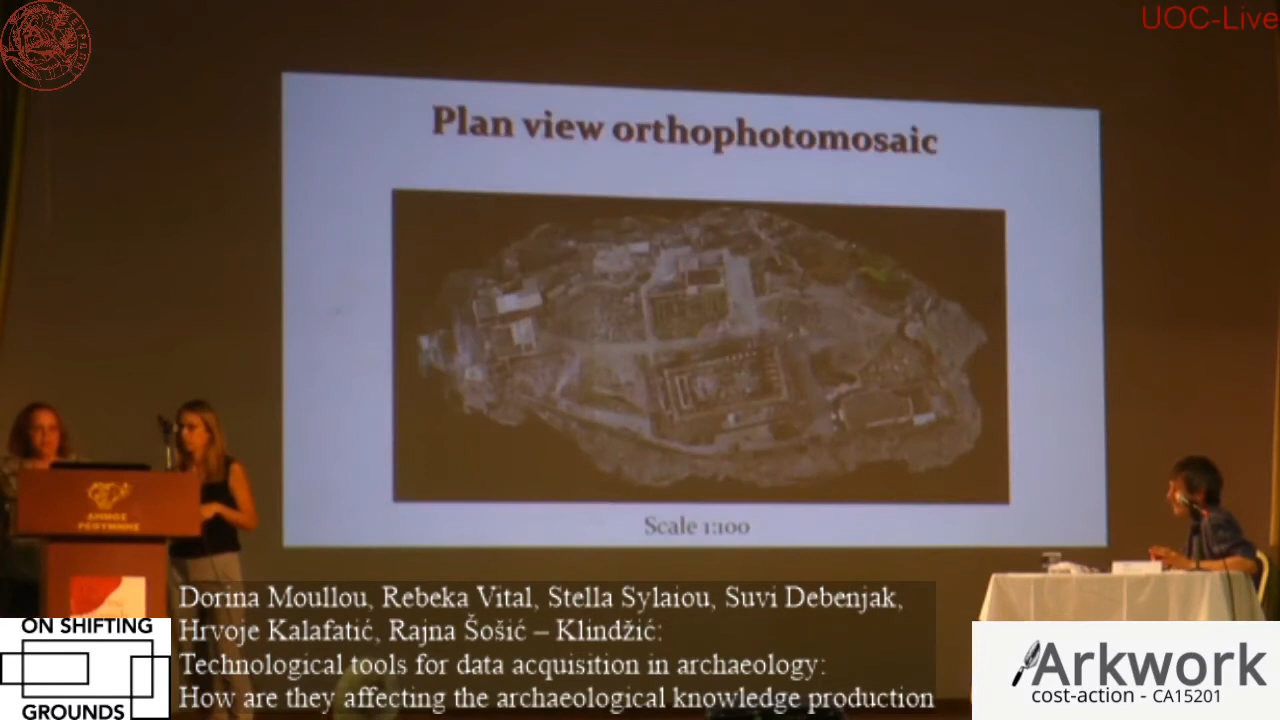 UOC-Live
Plan view orthophotomosaic
Scale 1:100
ΔΗΜΟΣ
ΡΕΘΥΜΝΗΣ
Dorina Moullou, Rebeka Vital, Stella Sylaiou, Suvi Debenjak,
Hrvoje Kalafatić, Rajna Šošić – Klindžić:
Technological tools for data acquisition in archaeology:
How are they affecting the archaeological knowledge production
ON SHIFTING
GROUNDS
Arkwork
cost-action - CA15201